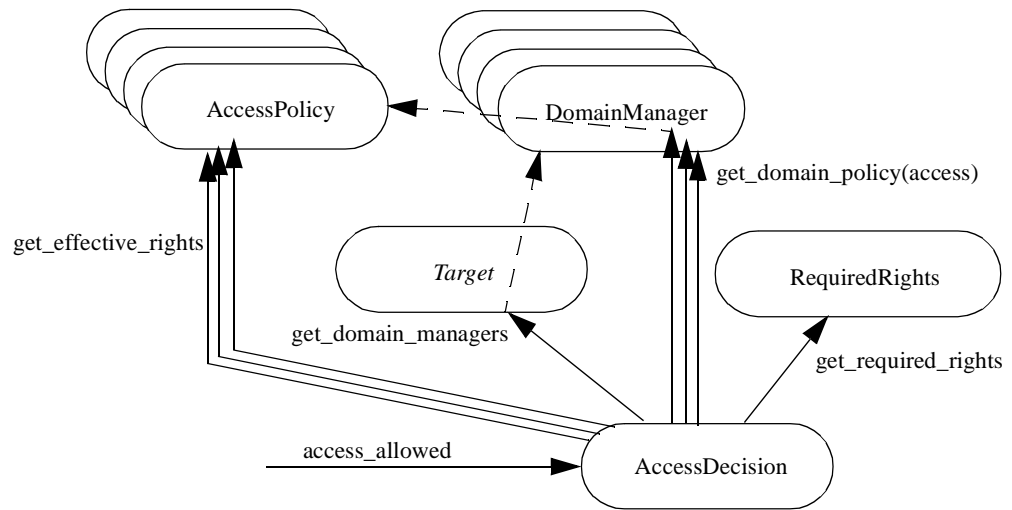 AccessPolicy
DomainManager
get_domain_policy(access)
get_effective_rights
Target
RequiredRights
get_domain_managers
get_required_rights
access_allowed
AccessDecision